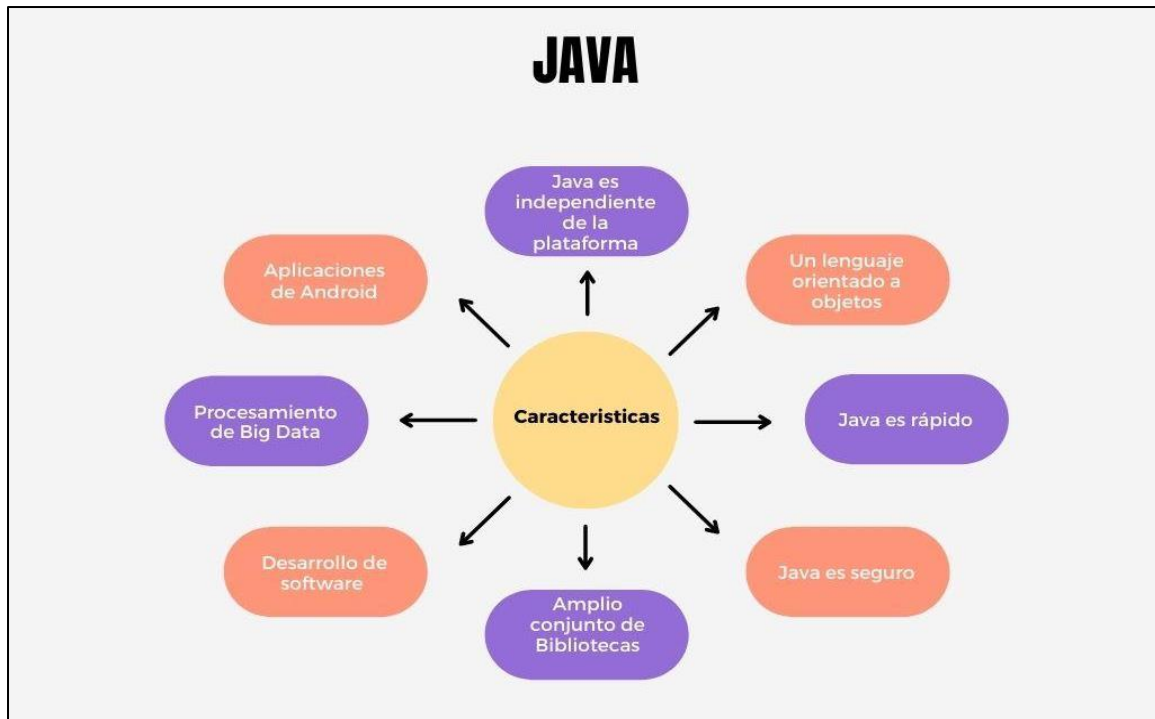 JAVA
Java es
independiente
de la
plataforma
Un lenguaje
orientado a
objetos
Java es rápido
Java es seguro
Amplio
conjunto de
Bibliotecas
Desarrollo de
software
Procesamiento
de Big Data
Aplicaciones
de Android
Caracteristicas